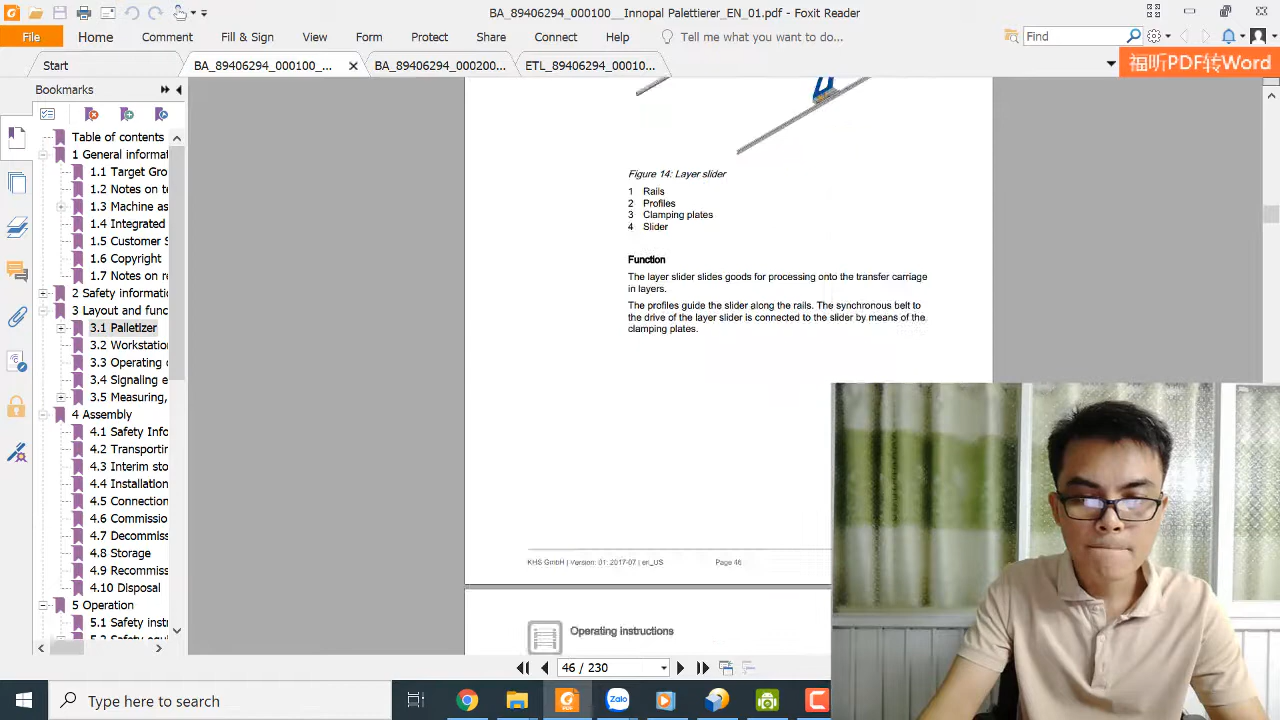 BA_89406294_000100__Innopal Palettierer_EN_01.pdf - Foxit Reader
File Home Comment Fill & Sign View Form Protect Share Connect Help Tell me what you want to do... Find
Start BA_89406294_000100_... BA_89406294_000100... ETL_89406294_00010...
福昕PDF转Word
Bookmarks
Table of contents
1 General informat
1.1 Target Gro
1.2 Notes on te
1.3 Machine as
1.4 Integrated
1.5 Customer S
1.6 Copyright
1.7 Notes on re
2 Safety informatio
3 Layout and func
3.1 Palletizer
3.2 Workstation
3.3 Operating c
3.4 Signaling e
3.5 Measuring,
4 Assembly
4.1 Safety Info
4.2 Transportin
4.3 Interim sto
4.4 Installation
4.5 Connection
4.6 Commissio
4.7 Decommiss
4.8 Storage
4.9 Recommiss
4.10 Disposal
5 Operation
5.1 Safety instr
Figure 14: Layer slider
1 Rails
2 Profiles
3 Clamping plates
4 Slider
Function
The layer slider slides goods for processing onto the transfer carriage
in layers.
The profiles guide the slider along the rails. The synchronous belt to
the drive of the layer slider is connected to the slider by means of the
clamping plates.
KHS GmbH | Version: 01: 2017-07 | en_US Page 46
Operating instructions
46 / 230
Type here to search
Zalo